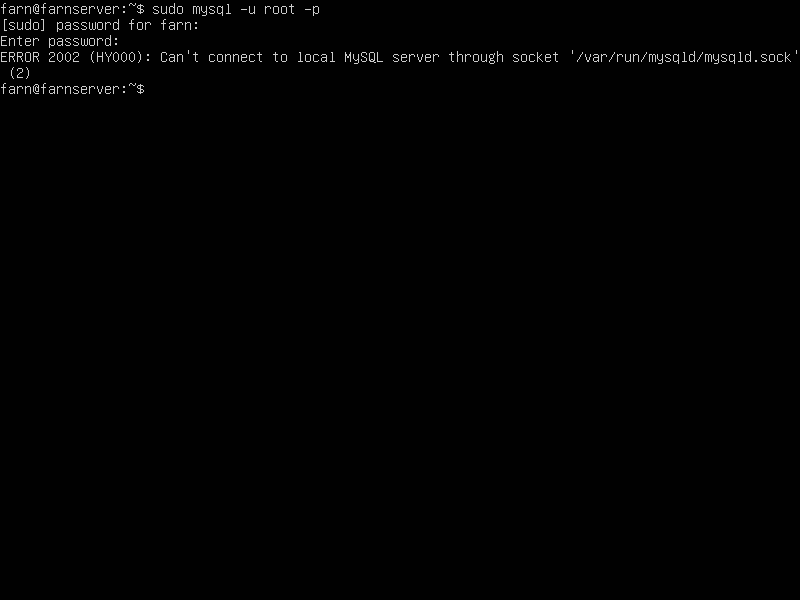 farn@farnserver:~$ sudo mysql -u root -p
[sudo] password for farn:
Enter password:
ERROR 2002 (HY000): Can't connect to local MySQL server through socket '/var/run/mysqld/mysqld.sock'
 (2)
farn@farnserver:~$